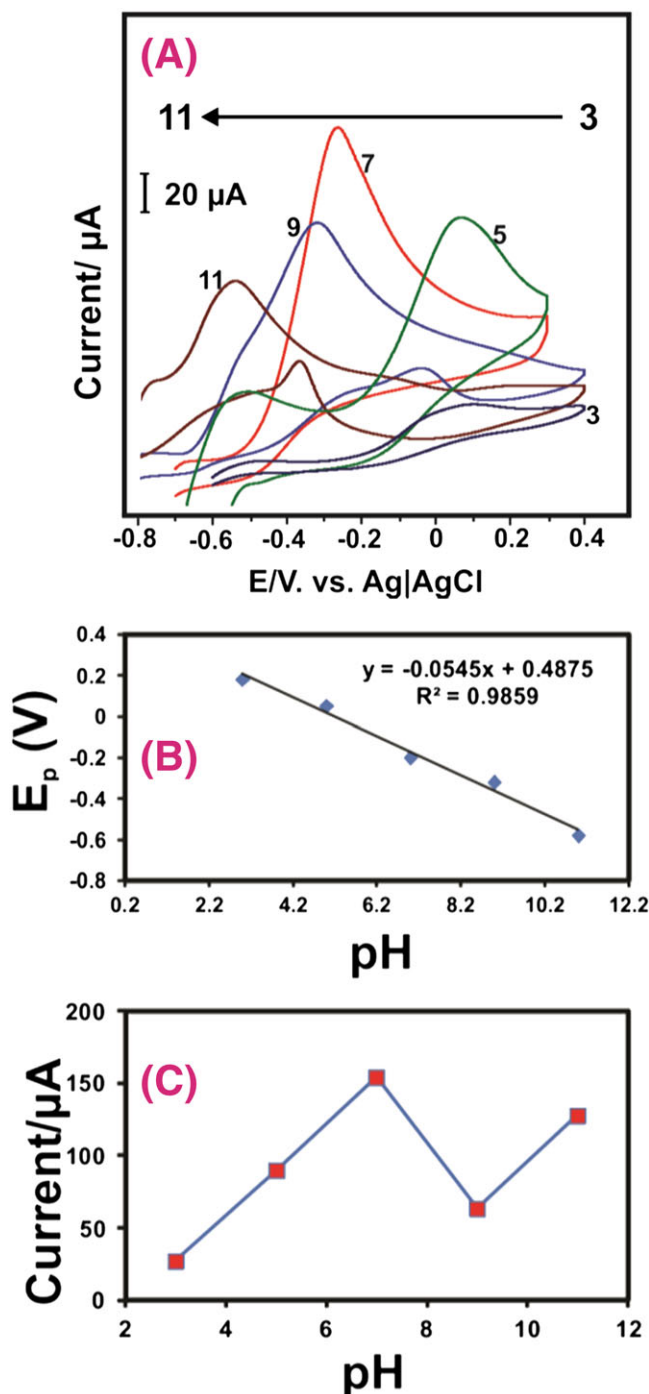 (A)
11
3
20 µA
7
9
5
11
3
Current/ µA
-0.8 -0.6 -0.4 -0.2 0 0.2 0.4
E/V. vs. Ag|AgCl
0.4
0.2
0
-0.2
-0.4
-0.6
-0.8
y = -0.0545x + 0.4875
R² = 0.9859
(B)
Ep (V)
0.2 2.2 4.2 6.2 8.2 10.2 12.2
pH
200
150
100
50
0
(C)
Current/µA
2 4 6 8 10 12
pH